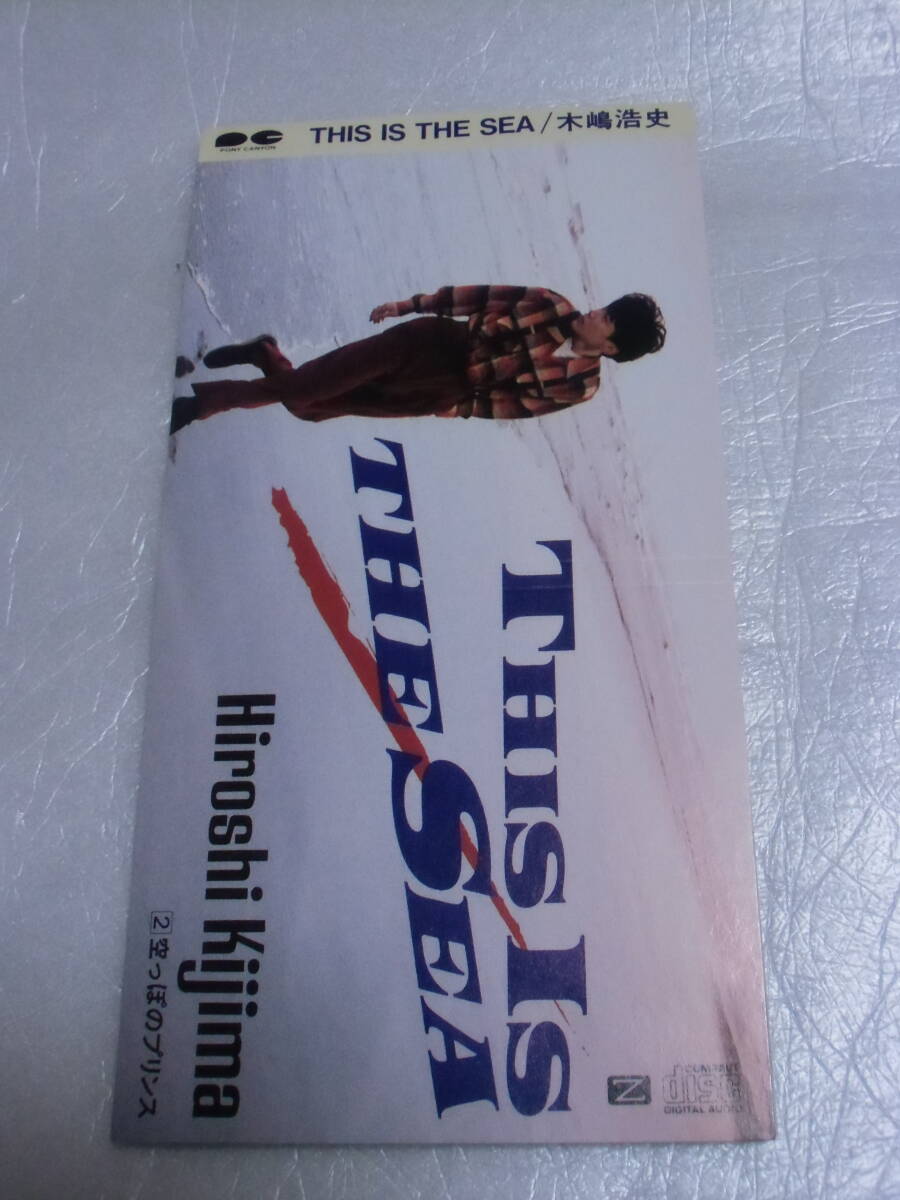 PONY CANYON
THIS IS THE SEA/木嶋浩史
THIS IS
THE SEA
Hiroshi Kijima
2 空っぽのプリンス
N
COMPACT
disc
DIGITAL AUDIO